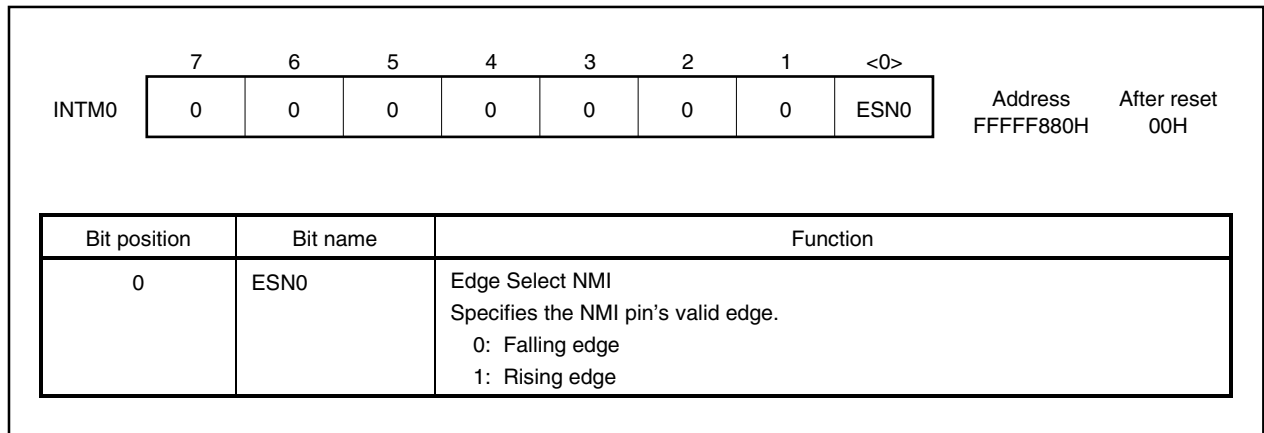 7 6 5 4 3 2 1 <0>
INTM0 0 0 0 0 0 0 0 ESN0 Address After reset
FFFFF880H 00H
Bit position Bit name Function
0 ESN0 Edge Select NMI
Specifies the NMI pin's valid edge.
0: Falling edge
1: Rising edge